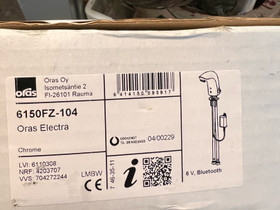 oras
Oras Oy
Isometsäntie 2
FI-26101 Rauma
6150FZ-104
Oras Electra
04/00229
Chrome
LVI: 6110308
NRF: 4203707
VVS: 704272244
LMBW
6 V, Bluetooth